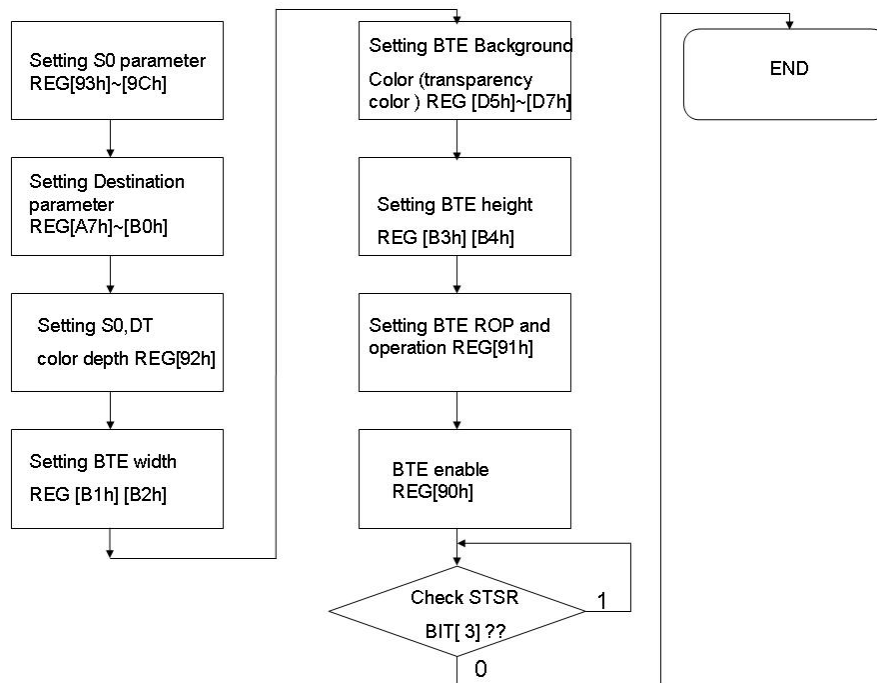 Setting S0 parameter
REG[93h]~[9Ch]
Setting Destination
parameter
REG[A7h]~[B0h]
Setting S0,DT
color depth REG[92h]
Setting BTE width
REG [B1h] [B2h]
Setting BTE Background
Color (transparency
color ) REG [D5h]~[D7h]
Setting BTE height
REG [B3h] [B4h]
Setting BTE ROP and
operation REG[91h]
BTE enable
REG[90h]
Check STSR
BIT[ 3] ??
1
0
END